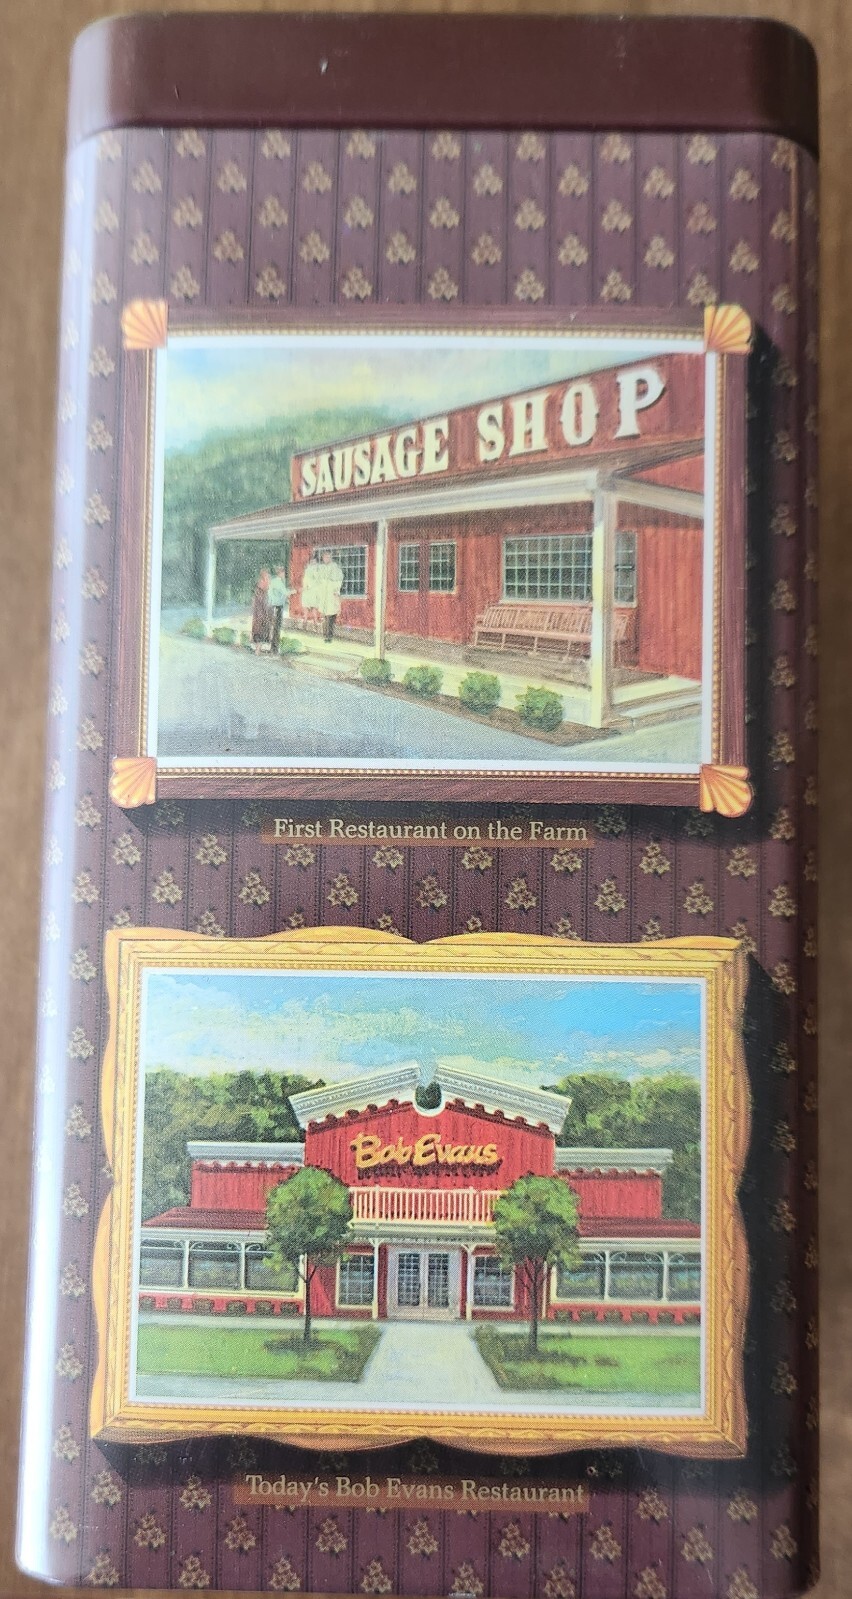 SAUSAGE SHOP
First Restaurant on the Farm
Bob Evans
Today's Bob Evans Restaurant